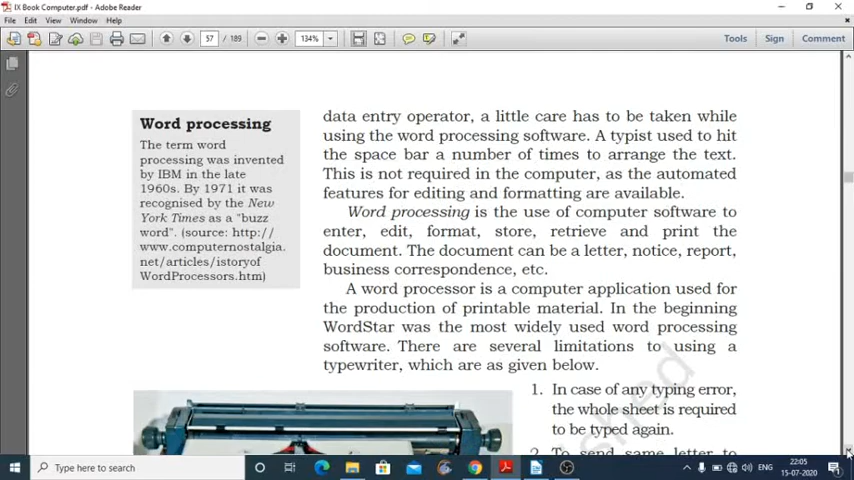 IX Book Computer.pdf - Adobe Reader
File Edit View Window Help
57 / 189 134% Tools Sign Comment
Word processing
The term word
processing was invented
by IBM in the late
1960s. By 1971 it was
recognised by the New
York Times as a "buzz
word". (source: http://
www.computernostalgia.
net/articles/istoryof
WordProcessors.htm)
data entry operator, a little care has to be taken while
using the word processing software. A typist used to hit
the space bar a number of times to arrange the text.
This is not required in the computer, as the automated
features for editing and formatting are available.
Word processing is the use of computer software to
enter, edit, format, store, retrieve and print the
document. The document can be a letter, notice, report,
business correspondence, etc.
A word processor is a computer application used for
the production of printable material. In the beginning
WordStar was the most widely used word processing
software. There are several limitations to using a
typewriter, which are as given below.
1. In case of any typing error,
the whole sheet is required
to be typed again.
2. To send same letter to
Type here to search
ENG 22:05
15-07-2020